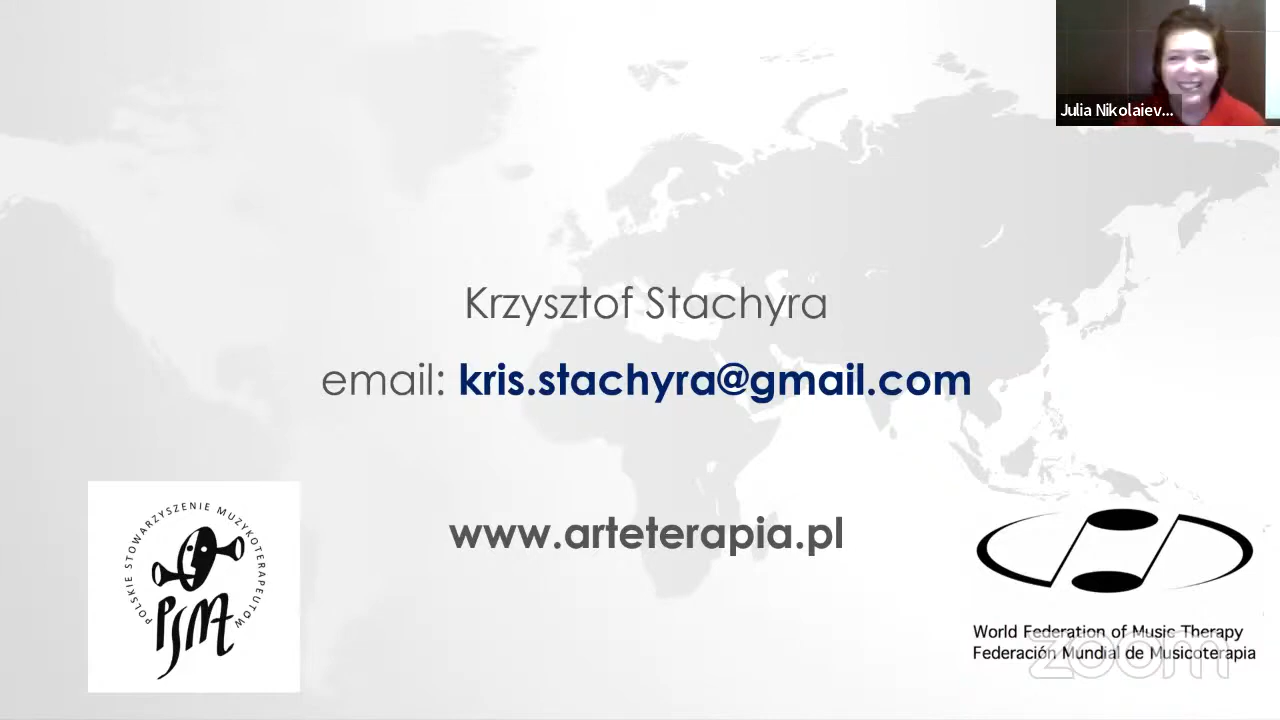 Julia Nikolaiev...
Krzysztof Stachyra
email: kris.stachyra@gmail.com
www.arteterapia.pl
POLSKIE STOWARZYSZENIE MUZYKOTERAPEUTÓW
PSMT
World Federation of Music Therapy
Federación Mundial de Musicoterapia
zoom